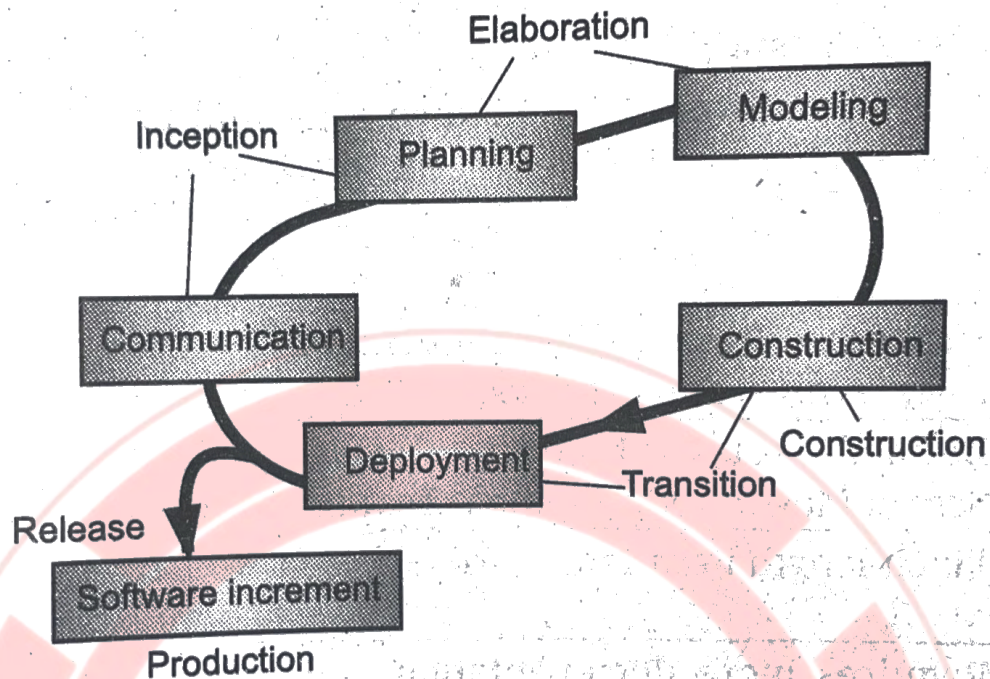 Elaboration
Modeling
Inception
Planning
Communication
Construction
Construction
Deployment
Transition
Release
Software increment
Production